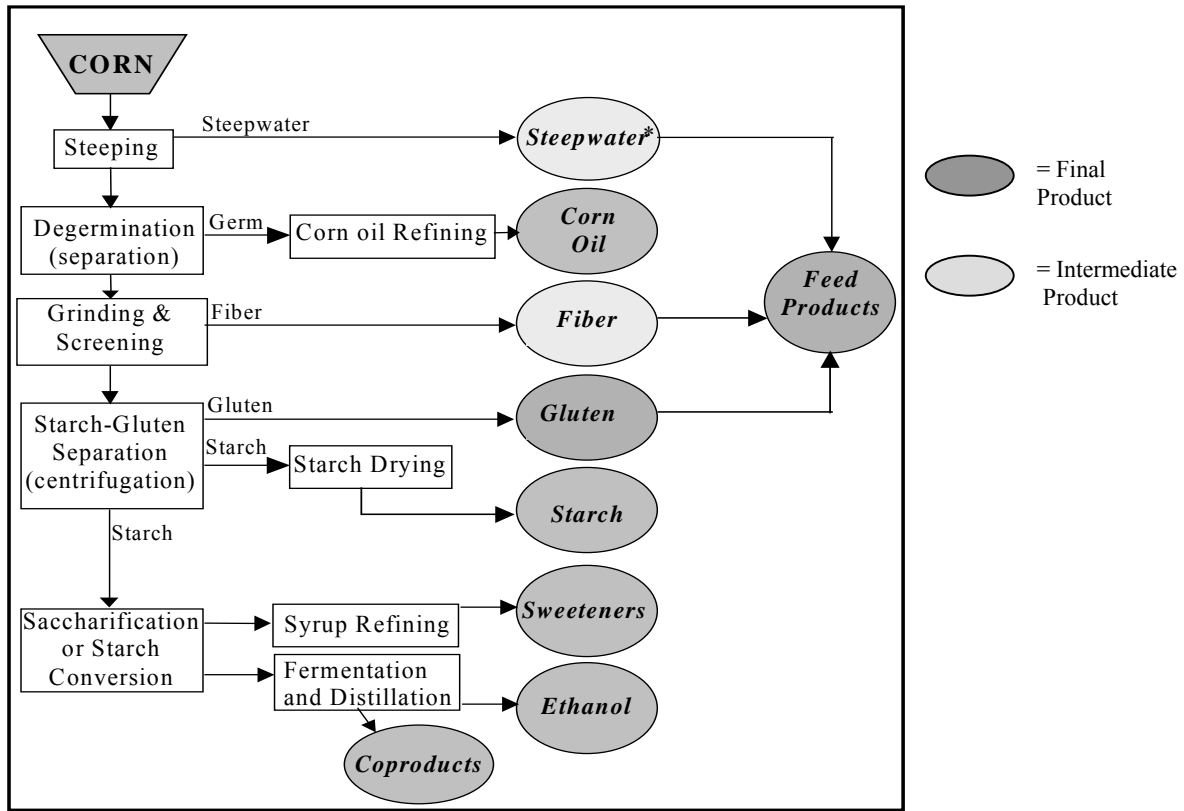 CORN
Steepwater
Steeping
Steepwater*
Degermination
(separation)
Germ
Corn oil Refining
Corn
Oil
Grinding &
Screening
Fiber
Fiber
Feed
Products
Starch-Gluten
Separation
(centrifugation)
Gluten
Gluten
Starch
Starch Drying
Starch
Starch
Saccharification
or Starch
Conversion
Syrup Refining
Sweeteners
Fermentation
and Distillation
Ethanol
Coproducts
= Final
Product
= Intermediate
Product